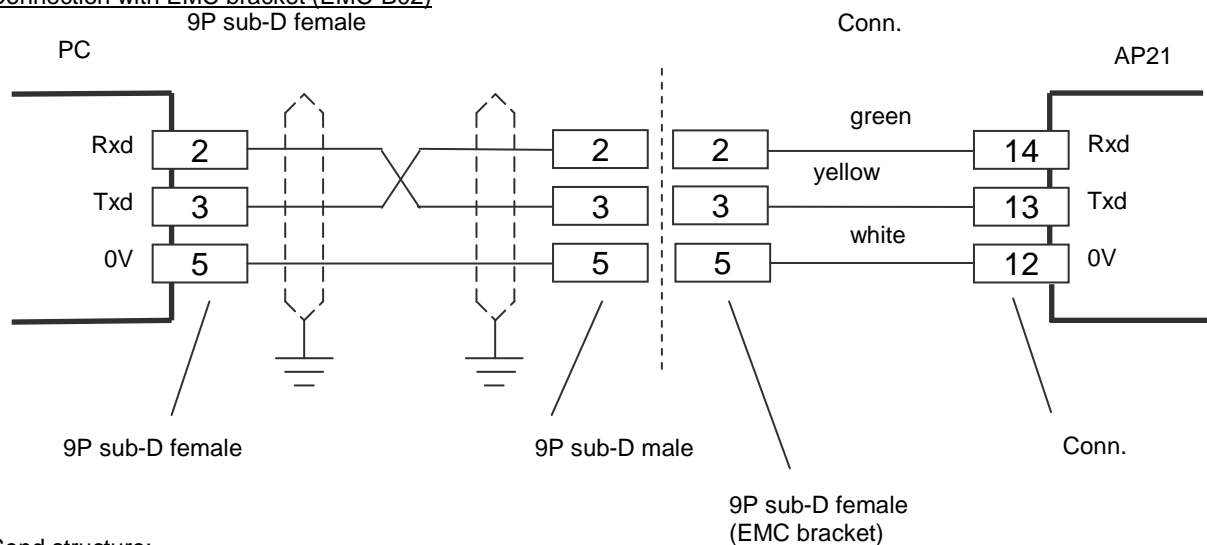 Connection with EMC bracket (EMC-B02)
9P sub-D female
Conn.
PC
AP21
green
Rxd 2 2 2 14 Rxd
yellow
Txd 3 3 3 13 Txd
white
0V 5 5 5 12 0V
9P sub-D female
9P sub-D male
Conn.
9P sub-D female
(EMC bracket)
Send structure: